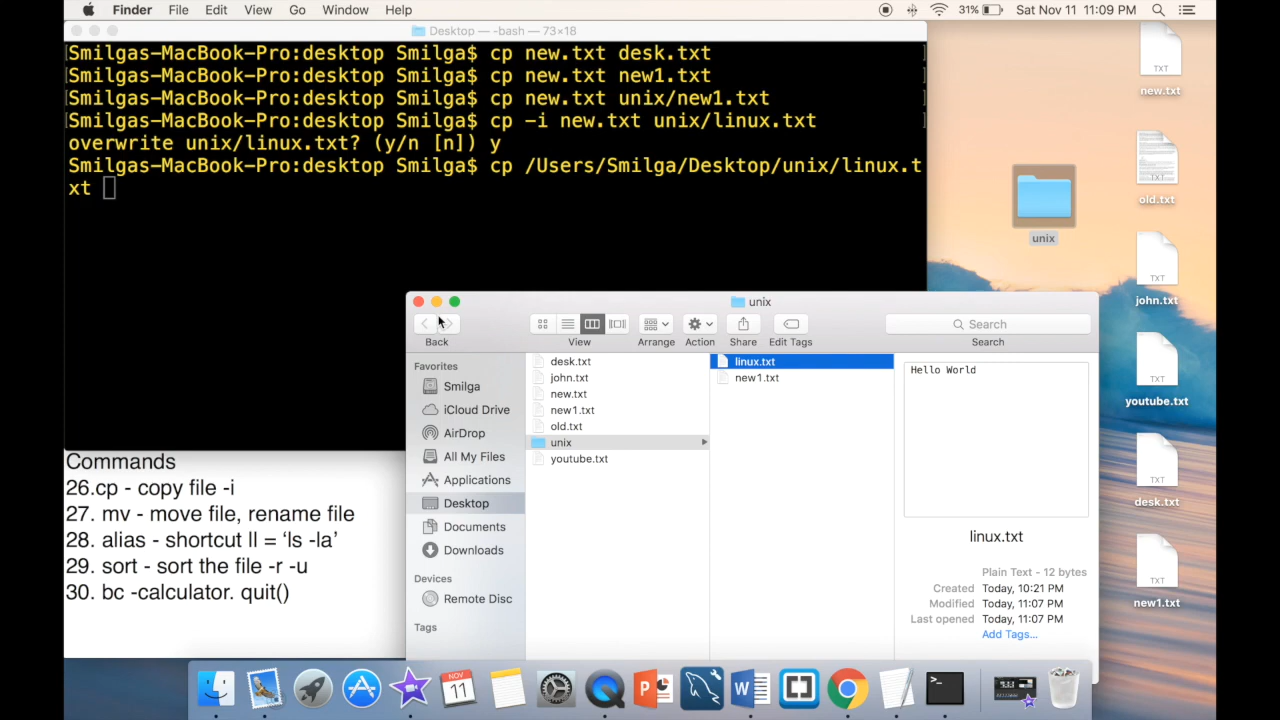 Finder File Edit View Go Window Help 31% Sat Nov 11 11:09 PM
Desktop — -bash — 73×18
Smilgas-MacBook-Pro:desktop Smilga$ cp new.txt desk.txt
Smilgas-MacBook-Pro:desktop Smilga$ cp new.txt new1.txt
Smilgas-MacBook-Pro:desktop Smilga$ cp new.txt unix/new1.txt
Smilgas-MacBook-Pro:desktop Smilga$ cp -i new.txt unix/linux.txt
overwrite unix/linux.txt? (y/n [n]) y
Smilgas-MacBook-Pro:desktop Smilga$ cp /Users/Smilga/Desktop/unix/linux.t
xt
Commands
26.cp - copy file -i
27. mv - move file, rename file
28. alias - shortcut ll = ‘ls -la’
29. sort - sort the file -r -u
30. bc -calculator. quit()
unix
Back
View
Arrange
Action
Share
Edit Tags
Search
Search
Favorites
Smilga
iCloud Drive
AirDrop
All My Files
Applications
Desktop
Documents
Downloads
Devices
Remote Disc
Tags
desk.txt
john.txt
new.txt
new1.txt
old.txt
unix
youtube.txt
linux.txt
new1.txt
Hello World
linux.txt
Plain Text - 12 bytes
Created Today, 10:21 PM
Modified Today, 11:07 PM
Last opened Today, 11:07 PM
Add Tags...
unix
TXT
new.txt
TXT
old.txt
TXT
john.txt
TXT
youtube.txt
TXT
desk.txt
TXT
new1.txt
NOV
11